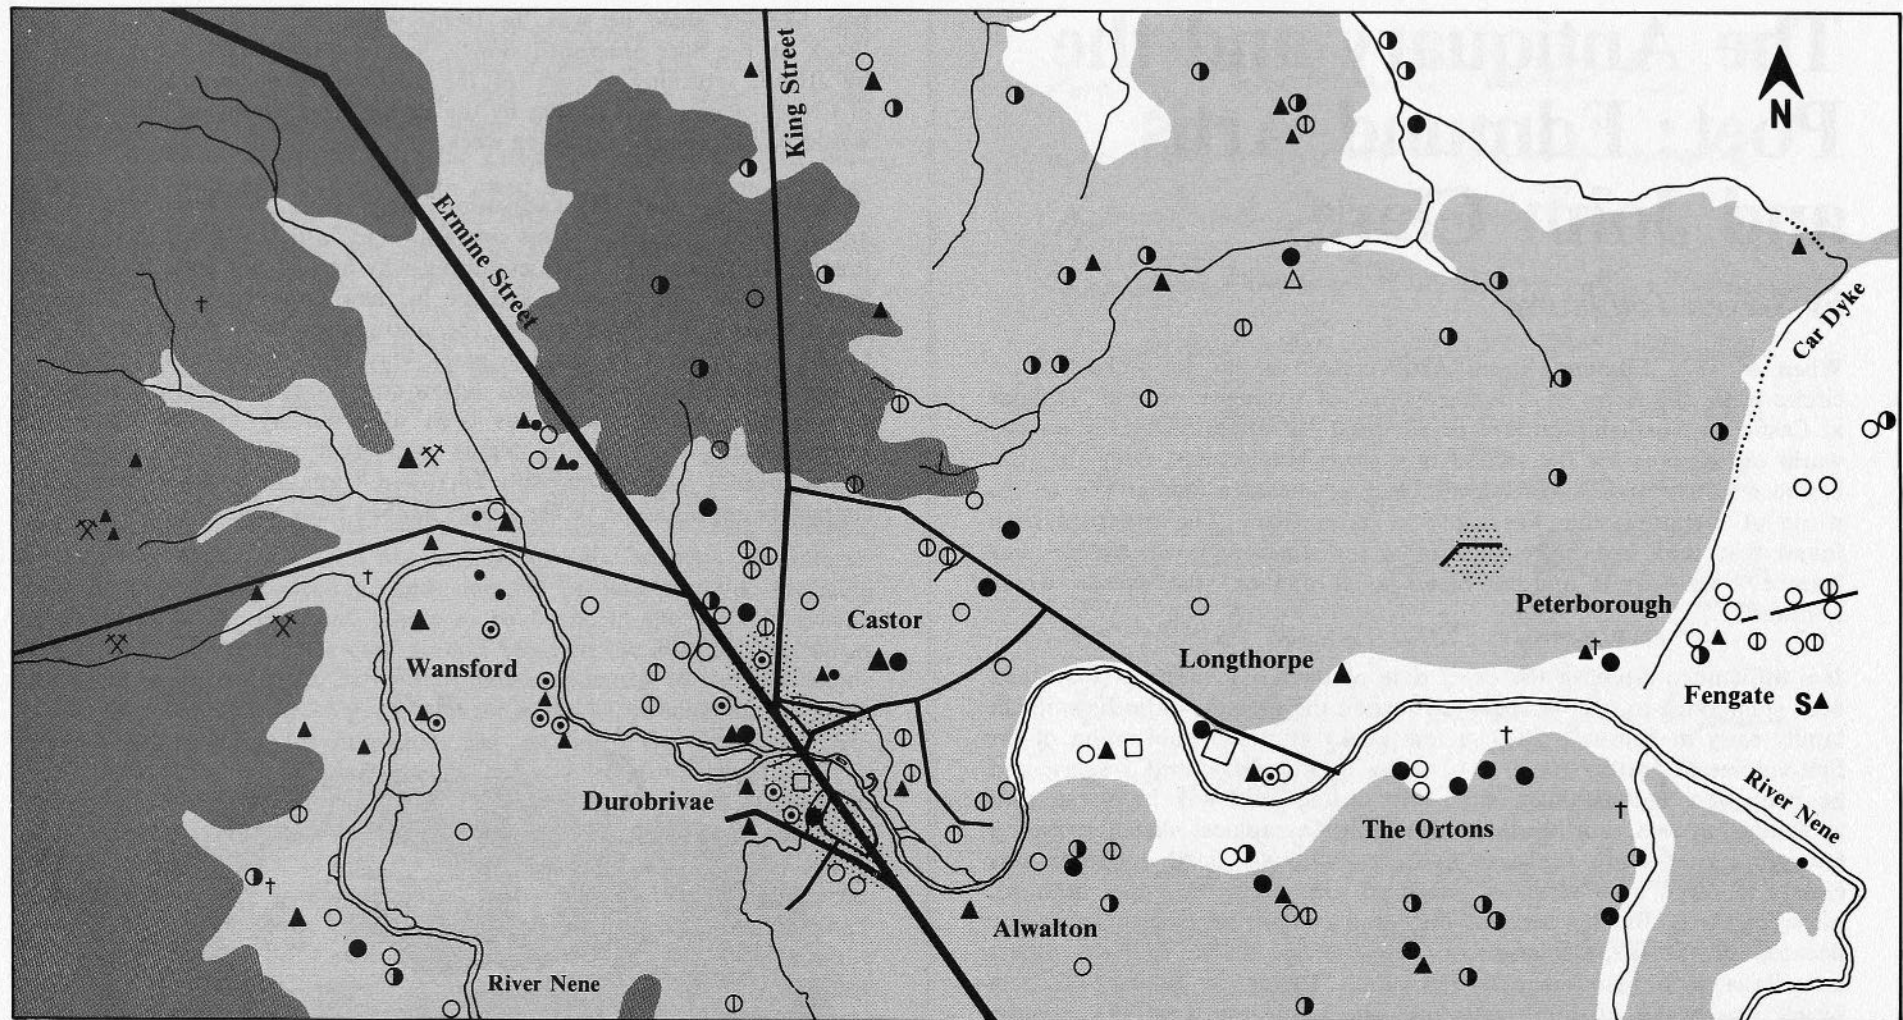 King Street
N
Ermine Street
Car Dyke
Castor
Peterborough
Wansford
Longthorpe
Fengate
S
Durobrivae
The Ortons
River Nene
Alwalton
River Nene